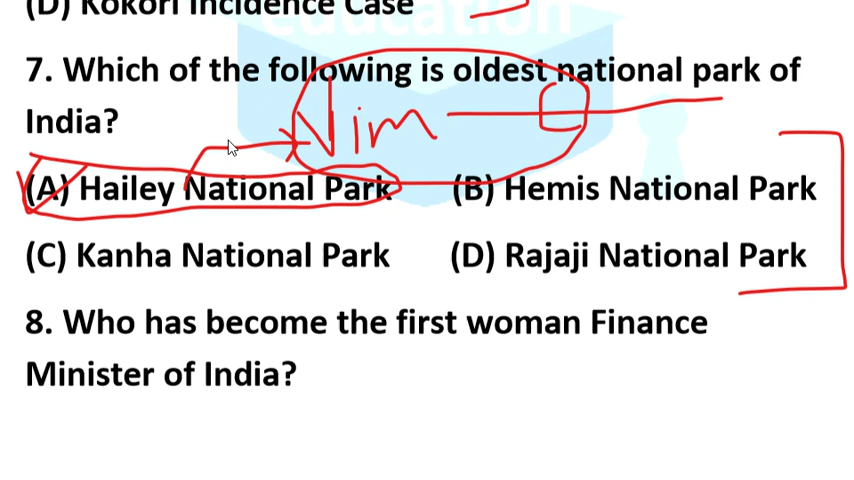 (D) Kokori Incidence Case
education
7. Which of the following is oldest national park of
India?
Jim C
(A) Hailey National Park (B) Hemis National Park
(C) Kanha National Park (D) Rajaji National Park
8. Who has become the first woman Finance
Minister of India?